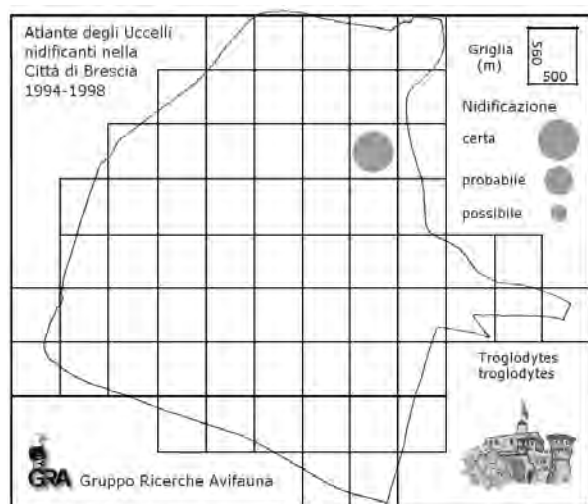 Atlante degli Uccelli
nidificanti nella
Città di Brescia
1994-1998
Griglia
(m)
560
500
Nidificazione
certa
probabile
possibile
Troglodytes
troglodytes
GRA Gruppo Ricerche Avifauna